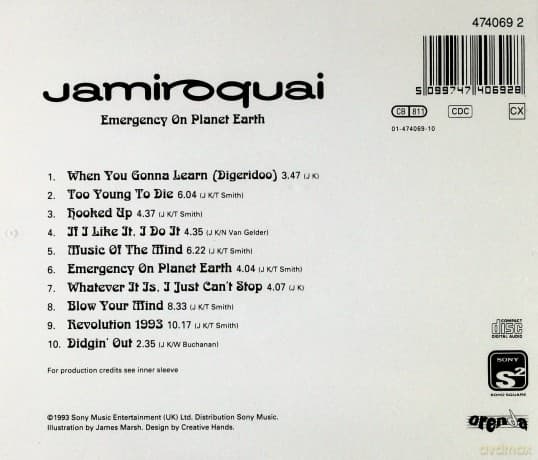 474069 2
5 099747 406928
CB 811 CDC CX
01-474069-10
Jamiroquai
Emergency On Planet Earth
1. When You Gonna Learn (Digeridoo) 3.47 (J K)
2. Too Young To Die 6.04 (J K/T Smith)
3. Hooked Up 4.37 (J K/T Smith)
4. If I Like It, I Do It 4.35 (J K/N Van Gelder)
5. Music Of The Mind 6.22 (J K/T Smith)
6. Emergency On Planet Earth 4.04 (J K/T Smith)
7. Whatever It Is, I Just Can't Stop 4.07 (J K)
8. Blow Your Mind 8.33 (J K/T Smith)
9. Revolution 1993 10.17 (J K/T Smith)
10. Didgin' Out 2.35 (J K/W Buchanan)
For production credits see inner sleeve
COMPACT
disc
DIGITAL AUDIO
SONY
S2
SOHO SQUARE
©1993 Sony Music Entertainment (UK) Ltd. Distribution Sony Music.
Illustration by James Marsh. Design by Creative Hands.
orenda
dvdmax